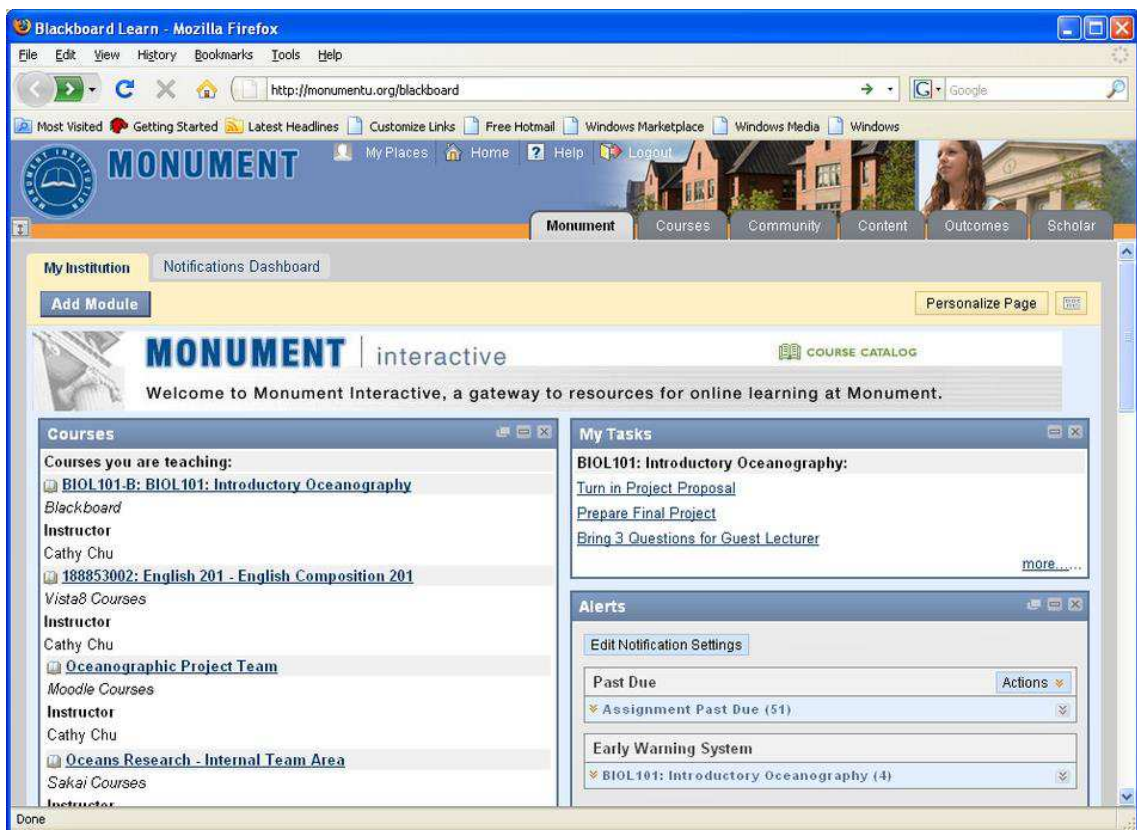 Blackboard Learn - Mozilla Firefox
File Edit View History Bookmarks Tools Help
http://monumentu.org/blackboard
G Google
Most Visited Getting Started Latest Headlines Customize Links Free Hotmail Windows Marketplace Windows Media Windows
MONUMENT INSTITUTION
MONUMENT
My Places Home ? Help Logout
Monument Courses Community Content Outcomes Scholar
My Institution Notifications Dashboard
Add Module
Personalize Page
MONUMENT | interactive
COURSE CATALOG
Welcome to Monument Interactive, a gateway to resources for online learning at Monument.
Courses
Courses you are teaching:
BIOL101-B: BIOL101: Introductory Oceanography
Blackboard
Instructor
Cathy Chu
188853002: English 201 - English Composition 201
Vista8 Courses
Instructor
Cathy Chu
Oceanographic Project Team
Moodle Courses
Instructor
Cathy Chu
Oceans Research - Internal Team Area
Sakai Courses
Instructor
My Tasks
BIOL101: Introductory Oceanography:
Turn in Project Proposal
Prepare Final Project
Bring 3 Questions for Guest Lecturer
more......
Alerts
Edit Notification Settings
Past Due
Actions
Assignment Past Due (51)
Early Warning System
BIOL101: Introductory Oceanography (4)
Done